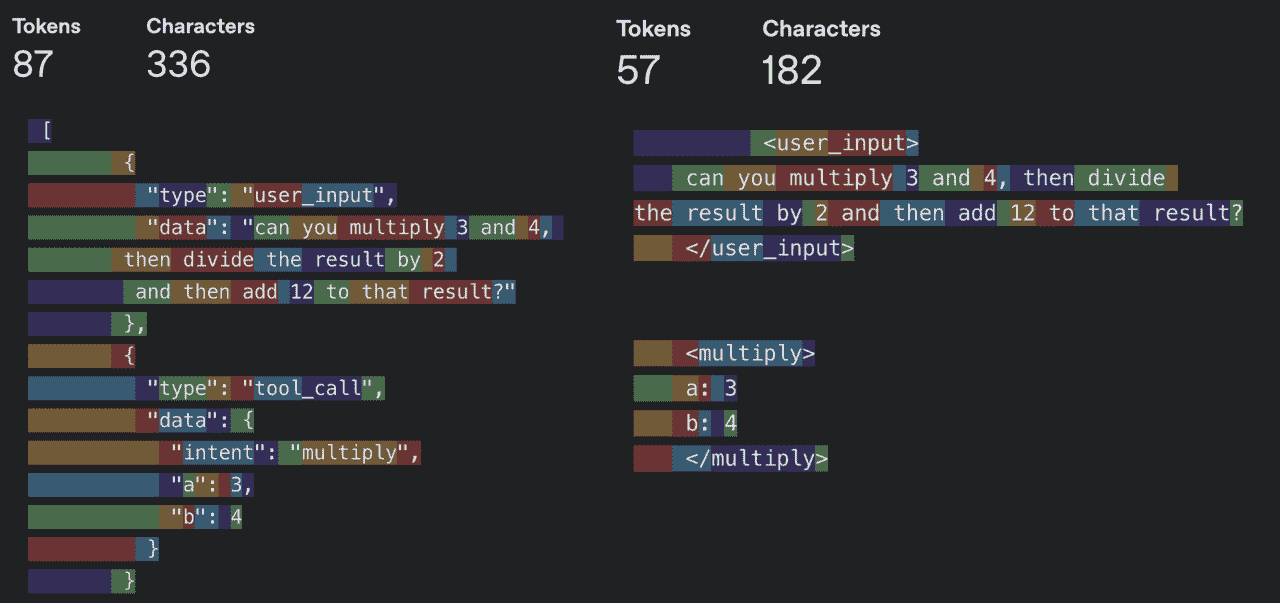 Tokens Characters
87 336
[
{
"type": "user_input",
"data": "can you multiply 3 and 4,
then divide the result by 2
and then add 12 to that result?"
},
{
"type": "tool_call",
"data": {
"intent": "multiply",
"a": 3,
"b": 4
}
}
Tokens Characters
57 182
<user_input>
can you multiply 3 and 4, then divide
the result by 2 and then add 12 to that result?
</user_input>
<multiply>
a: 3
b: 4
</multiply>